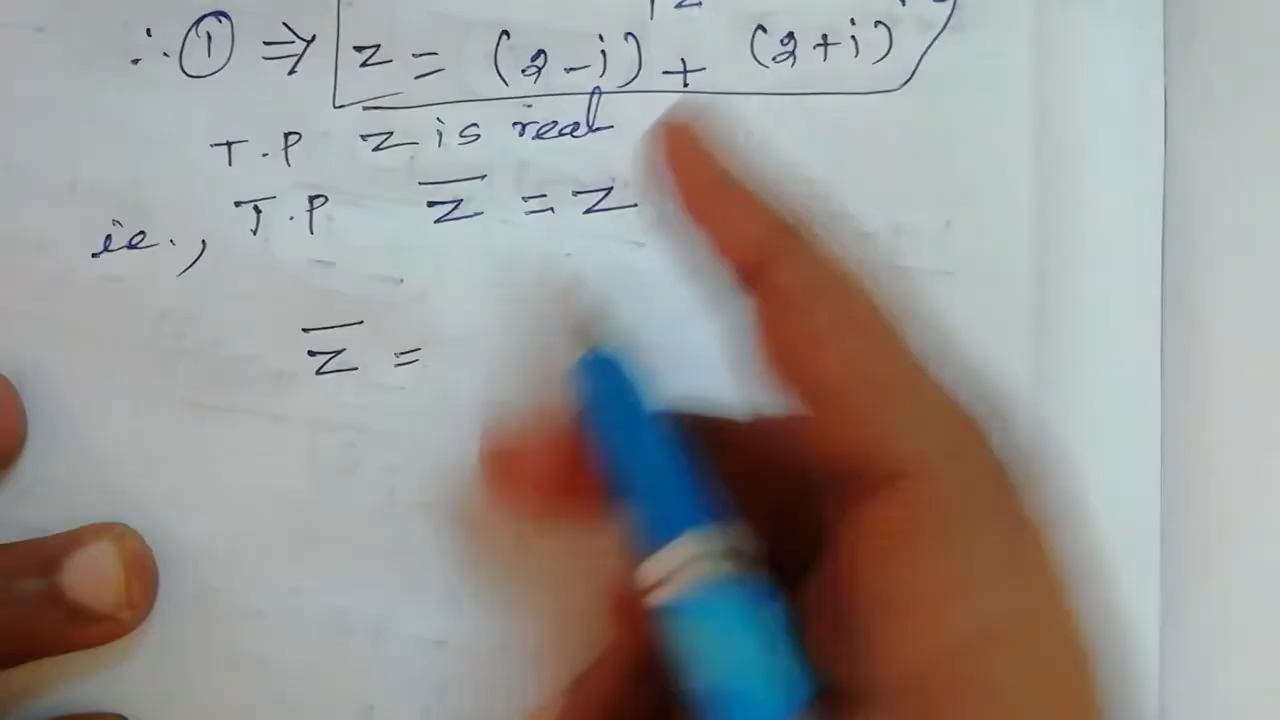 ∴ ① ⇒ z = (2-i) + (2+i)
T.P z is real
ie., T.P z̅ = z
z̅ =